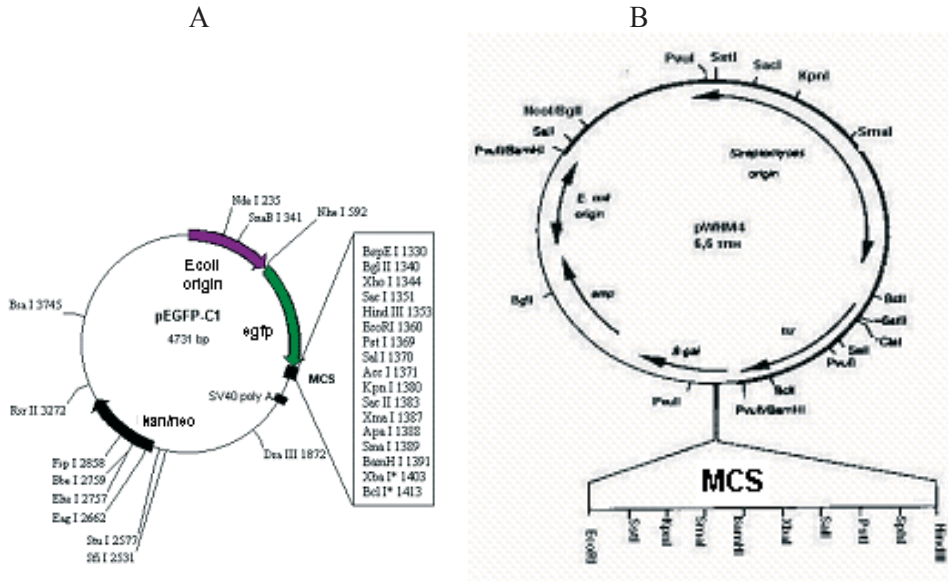 A
B
Nde I 235
SnaB I 341
Nhe I 592
Ecoli
origin
pEGFP-C1
4731 bp
egfp
MCS
SV40 poly A
Dra III 1872
kan/neo
Bsa I 3745
Rsr II 3272
Fsp I 2858
Bbe I 2759
Ehe I 2757
Eag I 2662
Stu I 2577
Sfi I 2531
BspE I 1330
Bgl II 1340
Xho I 1344
Sac I 1351
Hind III 1353
EcoRI 1360
Pst I 1369
Sal I 1370
Acc I 1371
Kpn I 1380
Sac II 1383
Xma I 1387
Apa I 1388
Sma I 1389
BamH I 1391
Xba I* 1403
Bcl I* 1413
PvuI
SstI
SacI
KpnI
SmaI
NcoI/BglI
SalI
PvuII/BamHI
Streptomyces
origin
E. coli
origin
pWHM4
BglI
amp
tsr
β-gal
BclI
ClaI
SalI
PvuII
BclI
PvuII/BamHI
PvuII
MCS
EcoRI
SstI
KpnI
SmaI
BamHI
XbaI
SalI
PstI
SphI
HindIII